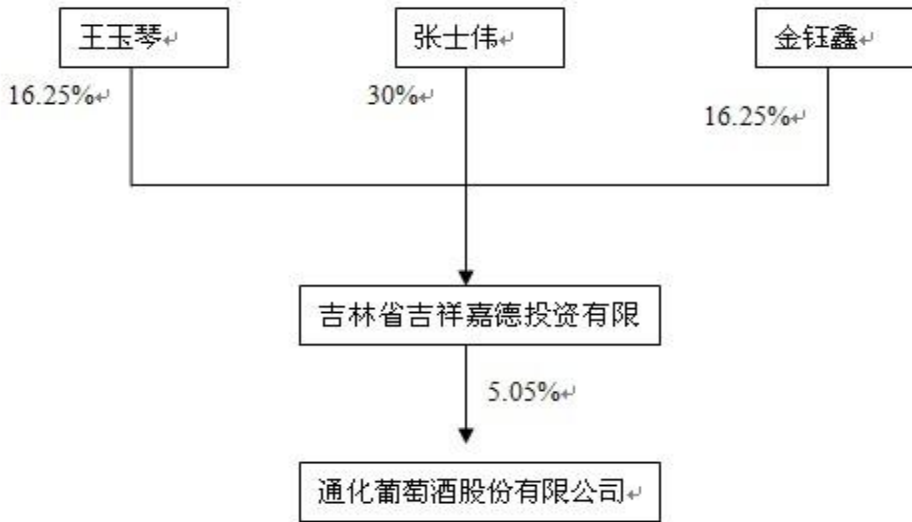 王玉琴↵
张士伟↵
金钰鑫↵
16.25%↵
30%↵
16.25%↵
吉林省吉祥嘉德投资有限
5.05%↵
通化葡萄酒股份有限公司↵